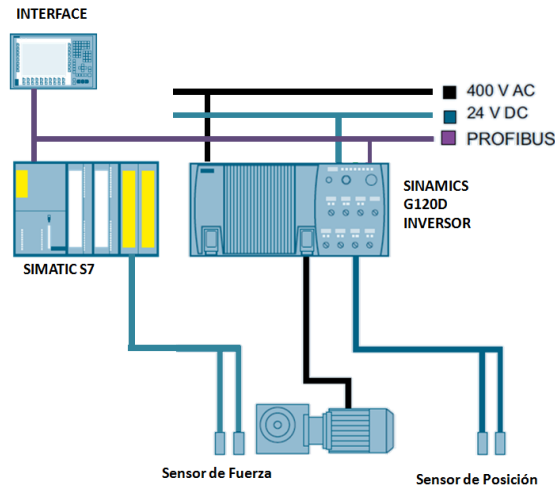 INTERFACE
400 V AC
24 V DC
PROFIBUS
SINAMICS
G120D
INVERSOR
SIMATIC S7
Sensor de Fuerza
Sensor de Posición